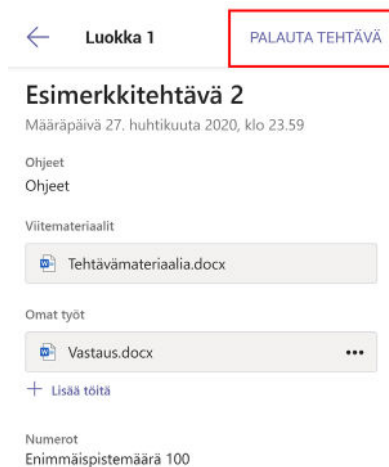 Luokka 1
PALAUTA TEHTÄVÄ
Esimerkkitehtävä 2
Määräpäivä 27. huhtikuuta 2020, klo 23.59
Ohjeet
Ohjeet
Viitemateriaalit
Tehtävämateriaalia.docx
Omat työt
Vastaus.docx
Lisää töitä
Numerot
Enimmäispistemäärä 100